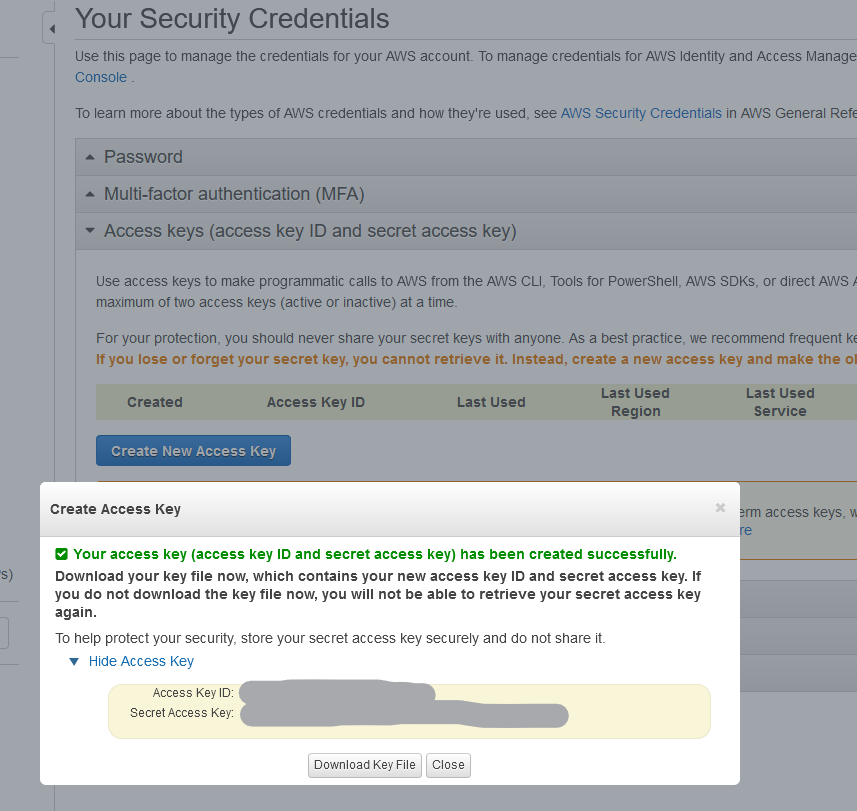 Your Security Credentials
Use this page to manage the credentials for your AWS account. To manage credentials for AWS Identity and Access Manage
Console .
To learn more about the types of AWS credentials and how they're used, see AWS Security Credentials in AWS General Refe
Password
Multi-factor authentication (MFA)
Access keys (access key ID and secret access key)
Use access keys to make programmatic calls to AWS from the AWS CLI, Tools for PowerShell, AWS SDKs, or direct AWS A
maximum of two access keys (active or inactive) at a time.
For your protection, you should never share your secret keys with anyone. As a best practice, we recommend frequent ke
If you lose or forget your secret key, you cannot retrieve it. Instead, create a new access key and make the ol
Created Access Key ID Last Used Last Used Region Last Used Service
Create New Access Key
Create Access Key
erm access keys, w
re
Your access key (access key ID and secret access key) has been created successfully.
Download your key file now, which contains your new access key ID and secret access key. If
you do not download the key file now, you will not be able to retrieve your secret access key
again.
s)
To help protect your security, store your secret access key securely and do not share it.
Hide Access Key
Access Key ID:
Secret Access Key:
Download Key File Close